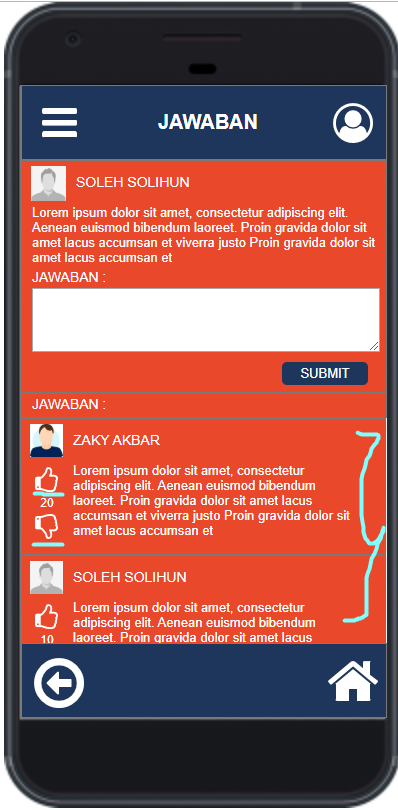 JAWABAN
SOLEH SOLIHUN
Lorem ipsum dolor sit amet, consectetur adipiscing elit.
Aenean euismod bibendum laoreet. Proin gravida dolor sit
amet lacus accumsan et viverra justo Proin gravida dolor sit
amet lacus accumsan et
JAWABAN :
SUBMIT
JAWABAN :
ZAKY AKBAR
Lorem ipsum dolor sit amet, consectetur
adipiscing elit. Aenean euismod bibendum
laoreet. Proin gravida dolor sit amet lacus
accumsan et viverra justo Proin gravida dolor sit
amet lacus accumsan et
20
SOLEH SOLIHUN
Lorem ipsum dolor sit amet, consectetur
adipiscing elit. Aenean euismod bibendum
laoreet. Proin gravida dolor sit amet lacus
10